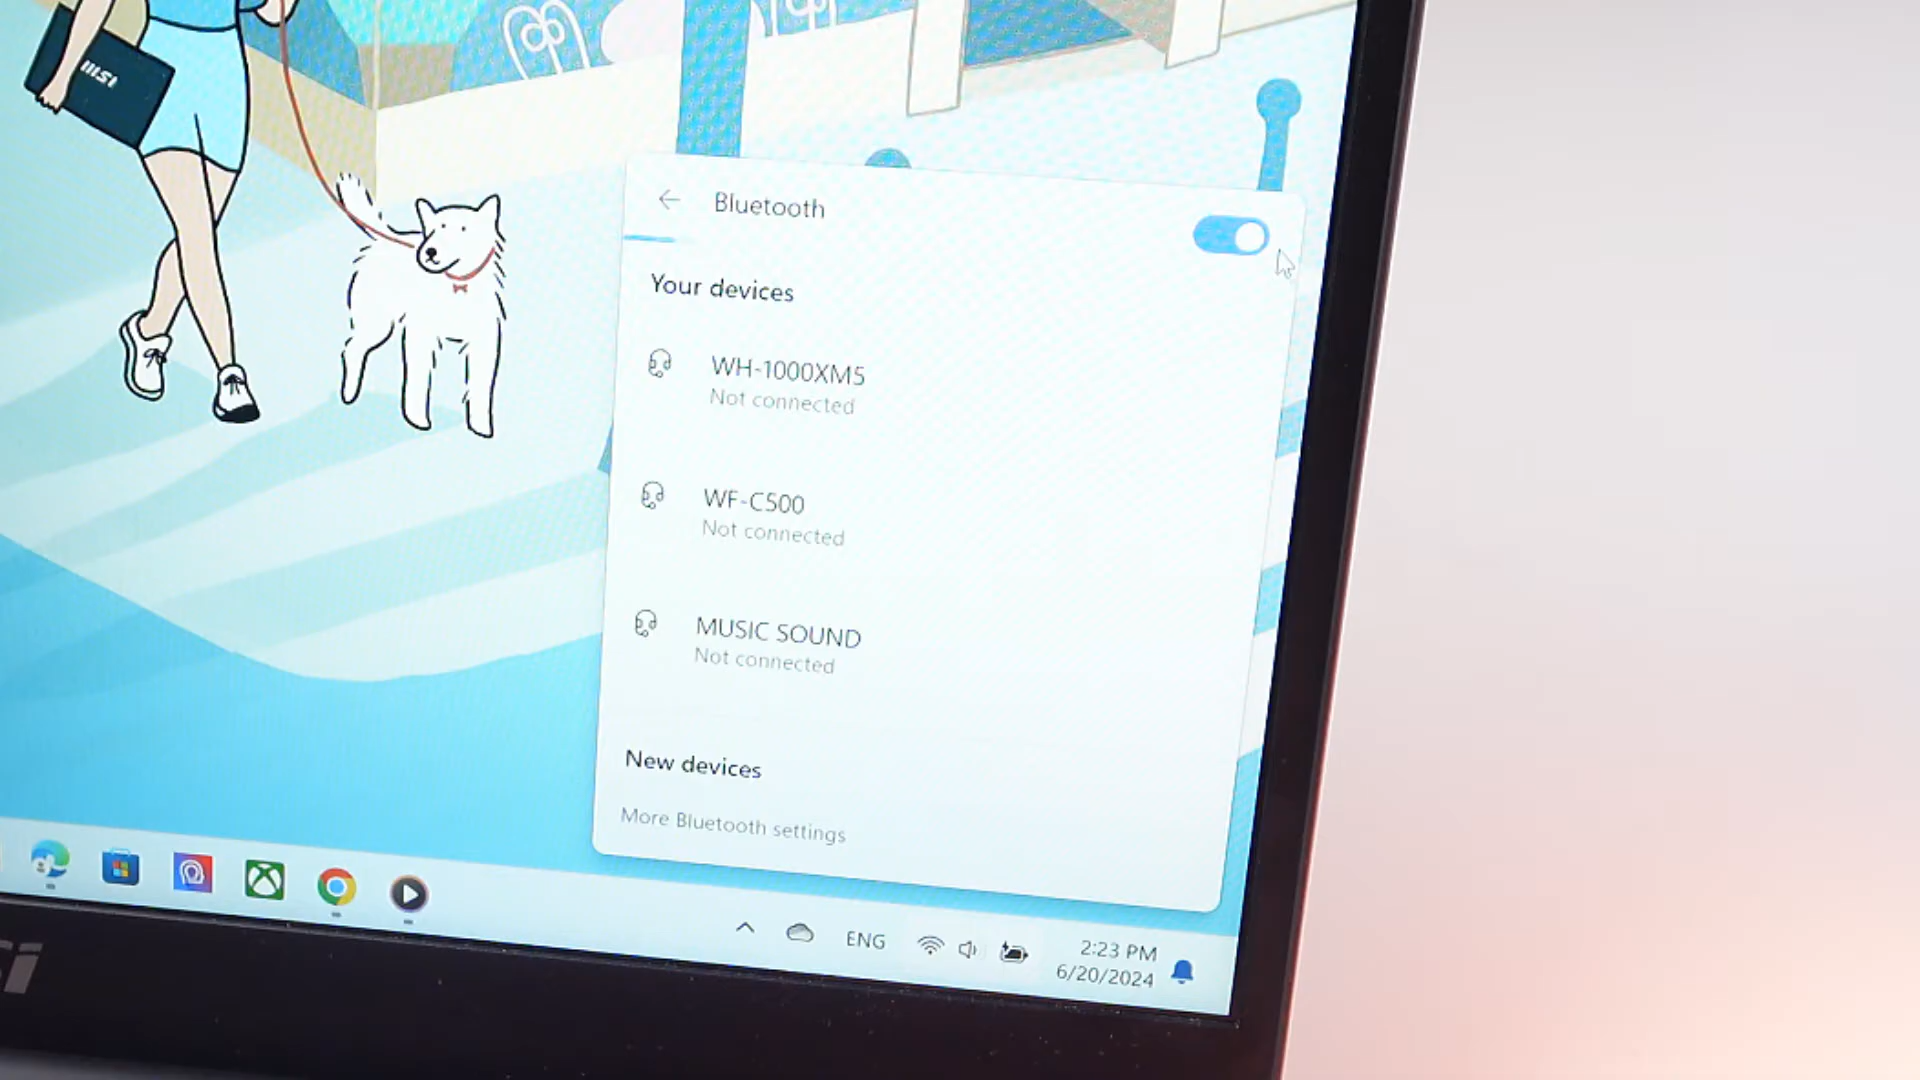 msi
Bluetooth
Your devices
WH-1000XM5
Not connected
WF-C500
Not connected
MUSIC SOUND
Not connected
New devices
More Bluetooth settings
ENG
2:23 PM
6/20/2024
si